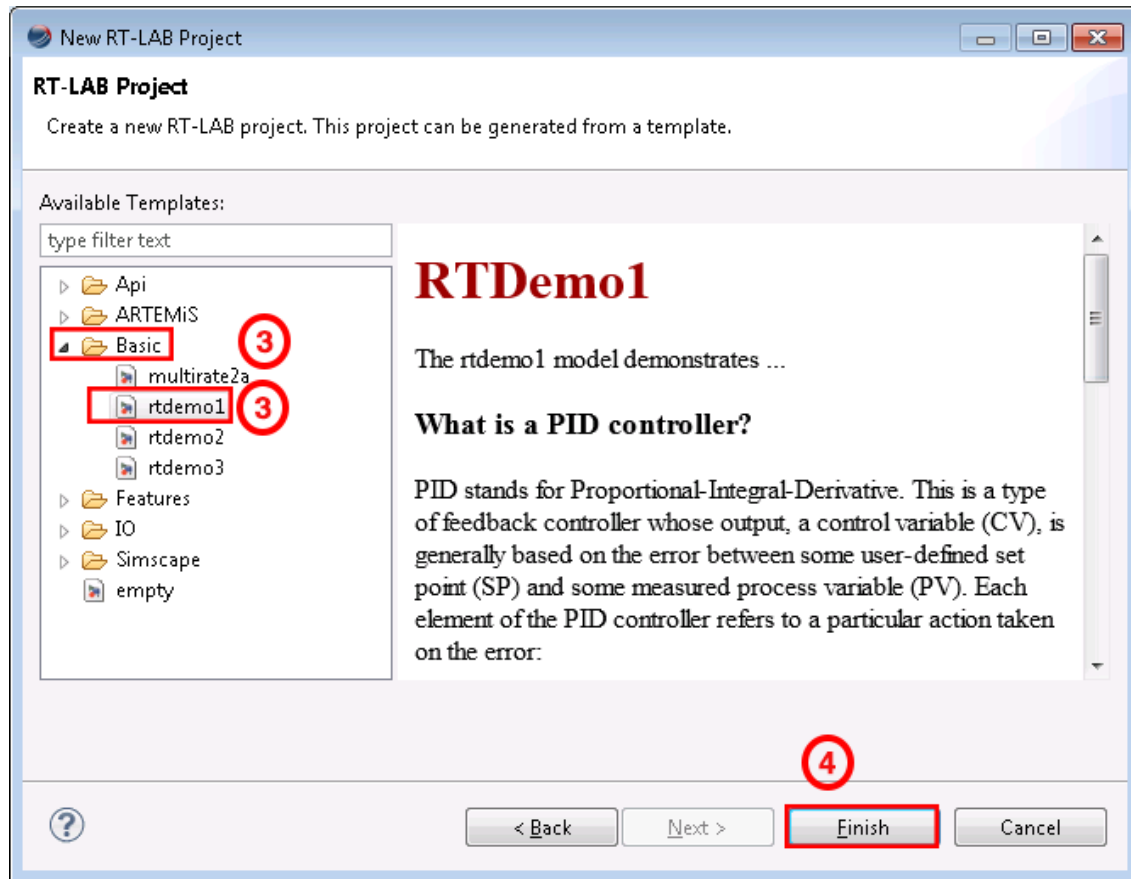 New RT-LAB Project
RT-LAB Project
Create a new RT-LAB project. This project can be generated from a template.
Available Templates:
type filter text
Api
ARTEMiS
Basic
3
multirate2a
rtdemo1
3
rtdemo2
rtdemo3
Features
IO
Simscape
empty
RTDemo1
The rtdemo1 model demonstrates ...
What is a PID controller?
PID stands for Proportional-Integral-Derivative. This is a type
of feedback controller whose output, a control variable (CV), is
generally based on the error between some user-defined set
point (SP) and some measured process variable (PV). Each
element of the PID controller refers to a particular action taken
on the error:
4
?
< Back
Next >
Finish
Cancel